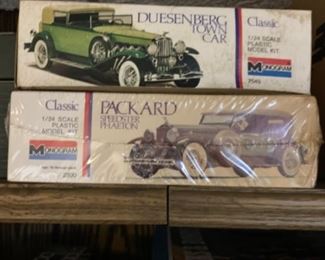 DUESENBERG
TOWN
CAR
Classic
1/24 SCALE
PLASTIC
MODEL KIT
MONOGRAM
7545
Classic
1/24 SCALE
PLASTIC
MODEL KIT
MONOGRAM
PACKARD
SPEEDSTER
PHAETON